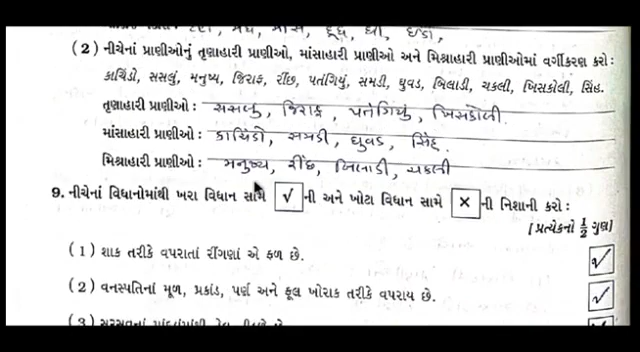 (2) નીચેનાં પ્રાણીઓનું તૃણાહારી પ્રાણીઓ, માંસાહારી પ્રાણીઓ અને મિશ્રાહારી પ્રાણીઓમાં વર્ગીકરણ કરો :
કાચિંડો, સસલું, મનુષ્ય, જિરાફ, રીંછ, પતંગિયું, સમડી, ઘુવડ, બિલાડી, ચકલી, ખિસકોલી, સિંહ.
તૃણાહારી પ્રાણીઓ : સસલુ, જિરાફ, પતંગિયું, ખિસકોલી.
માંસાહારી પ્રાણીઓ : કાચિંડો, સમડી, ઘુવડ, સિંહ.
મિશ્રાહારી પ્રાણીઓ : મનુષ્ય, રીંછ, બિલાડી, ચકલી
9. નીચેનાં વિધાનોમાંથી ખરા વિધાન સામે √ ની અને ખોટા વિધાન સામે × ની નિશાની કરો :
[પ્રત્યેકનો 1/2 ગુણ]
(1) શાક તરીકે વપરાતાં રીંગણાં એ ફળ છે. √
(2) વનસ્પતિનાં મૂળ, પ્રકાંડ, પર્ણ અને ફૂલ ખોરાક તરીકે વપરાય છે. √